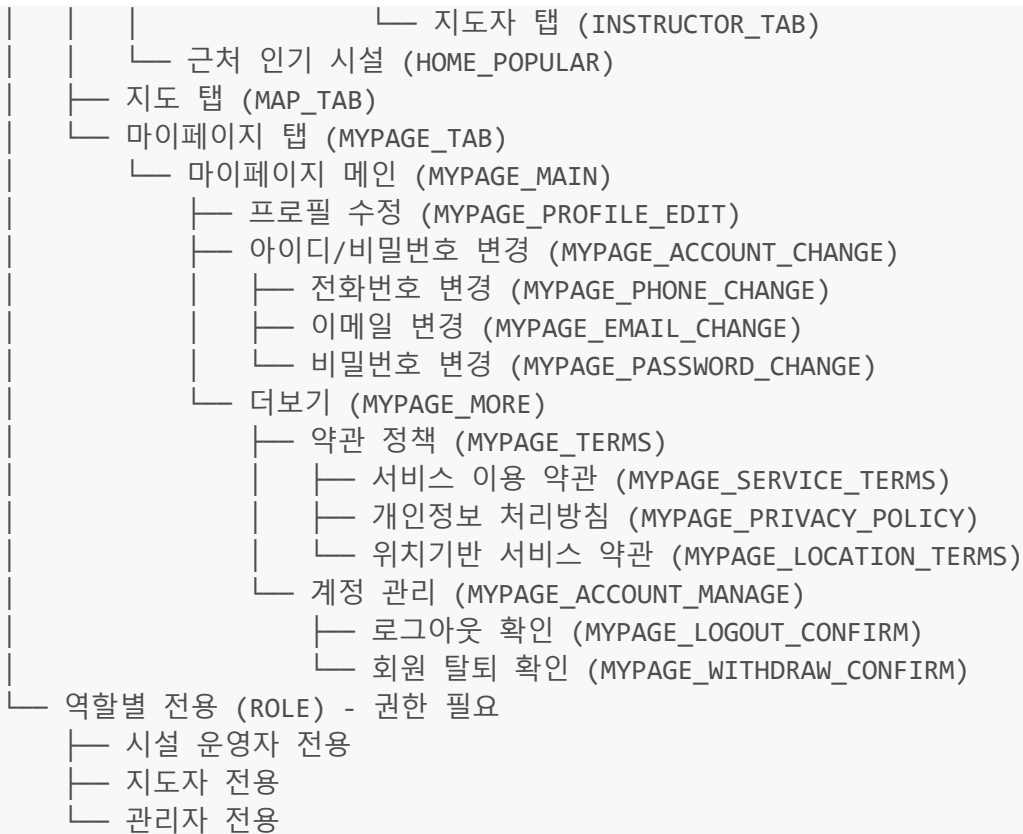 │   │   │               └── 지도자 탭 (INSTRUCTOR_TAB)
│   │   └── 근처 인기 시설 (HOME_POPULAR)
│   ├── 지도 탭 (MAP_TAB)
│   └── 마이페이지 탭 (MYPAGE_TAB)
│       └── 마이페이지 메인 (MYPAGE_MAIN)
│           ├── 프로필 수정 (MYPAGE_PROFILE_EDIT)
│           ├── 아이디/비밀번호 변경 (MYPAGE_ACCOUNT_CHANGE)
│           │   ├── 전화번호 변경 (MYPAGE_PHONE_CHANGE)
│           │   ├── 이메일 변경 (MYPAGE_EMAIL_CHANGE)
│           │   └── 비밀번호 변경 (MYPAGE_PASSWORD_CHANGE)
│           └── 더보기 (MYPAGE_MORE)
│               ├── 약관 정책 (MYPAGE_TERMS)
│               │   ├── 서비스 이용 약관 (MYPAGE_SERVICE_TERMS)
│               │   ├── 개인정보 처리방침 (MYPAGE_PRIVACY_POLICY)
│               │   └── 위치기반 서비스 약관 (MYPAGE_LOCATION_TERMS)
│               └── 계정 관리 (MYPAGE_ACCOUNT_MANAGE)
│                   ├── 로그아웃 확인 (MYPAGE_LOGOUT_CONFIRM)
│                   └── 회원 탈퇴 확인 (MYPAGE_WITHDRAW_CONFIRM)
└── 역할별 전용 (ROLE) - 권한 필요
    ├── 시설 운영자 전용
    ├── 지도자 전용
    └── 관리자 전용